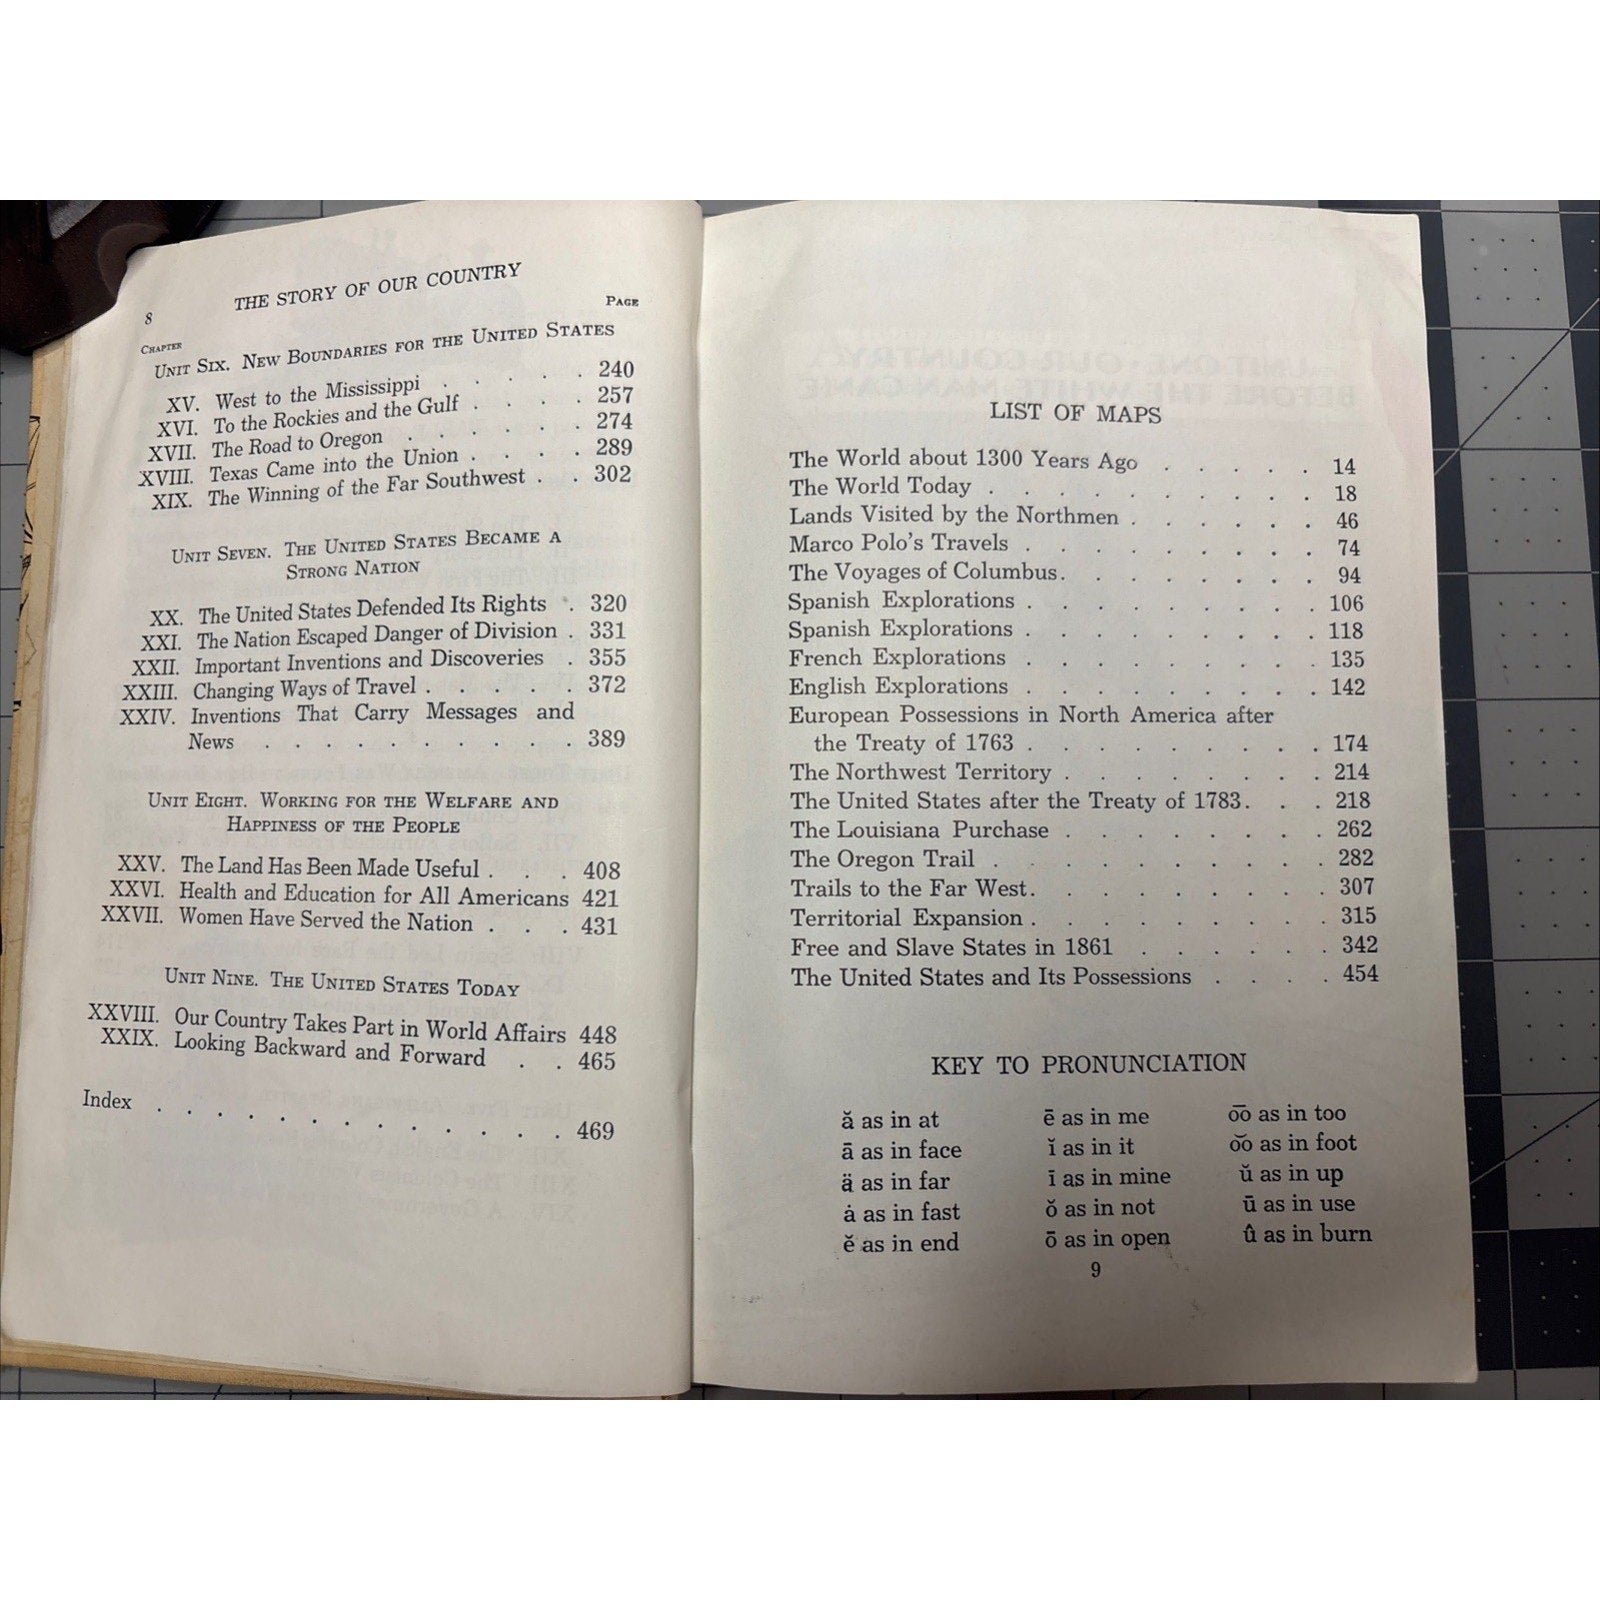 8
THE STORY OF OUR COUNTRY
CHAPTER
PAGE
UNIT SIX. NEW BOUNDARIES FOR THE UNITED STATES
XV. West to the Mississippi . . . . . 240
XVI. To the Rockies and the Gulf . . . . 257
XVII. The Road to Oregon . . . . . . 274
XVIII. Texas Came into the Union . . . . 289
XIX. The Winning of the Far Southwest . . 302
UNIT SEVEN. THE UNITED STATES BECAME A
STRONG NATION
XX. The United States Defended Its Rights . 320
XXI. The Nation Escaped Danger of Division . 331
XXII. Important Inventions and Discoveries . 355
XXIII. Changing Ways of Travel . . . . . 372
XXIV. Inventions That Carry Messages and
News . . . . . . . . . . . 389
UNIT EIGHT. WORKING FOR THE WELFARE AND
HAPPINESS OF THE PEOPLE
XXV. The Land Has Been Made Useful . . . 408
XXVI. Health and Education for All Americans 421
XXVII. Women Have Served the Nation . . . 431
UNIT NINE. THE UNITED STATES TODAY
XXVIII. Our Country Takes Part in World Affairs 448
XXIX. Looking Backward and Forward . . 465
Index . . . . . . . . . . . . . . 469
LIST OF MAPS
The World about 1300 Years Ago . . . . . 14
The World Today . . . . . . . . . . 18
Lands Visited by the Northmen . . . . . . 46
Marco Polo's Travels . . . . . . . . . 74
The Voyages of Columbus . . . . . . . . 94
Spanish Explorations . . . . . . . . . 106
Spanish Explorations . . . . . . . . . 118
French Explorations . . . . . . . . . 135
English Explorations . . . . . . . . . 142
European Possessions in North America after
the Treaty of 1763 . . . . . . . . . 174
The Northwest Territory . . . . . . . . 214
The United States after the Treaty of 1783 . . . 218
The Louisiana Purchase . . . . . . . . 262
The Oregon Trail . . . . . . . . . . 282
Trails to the Far West . . . . . . . . . 307
Territorial Expansion . . . . . . . . . 315
Free and Slave States in 1861 . . . . . . 342
The United States and Its Possessions . . . . 454
KEY TO PRONUNCIATION
ă as in at ē as in me o͞o as in too
ā as in face ĭ as in it o͝o as in foot
ä as in far ī as in mine ŭ as in up
ȧ as in fast ŏ as in not ū as in use
ĕ as in end ō as in open û as in burn
9